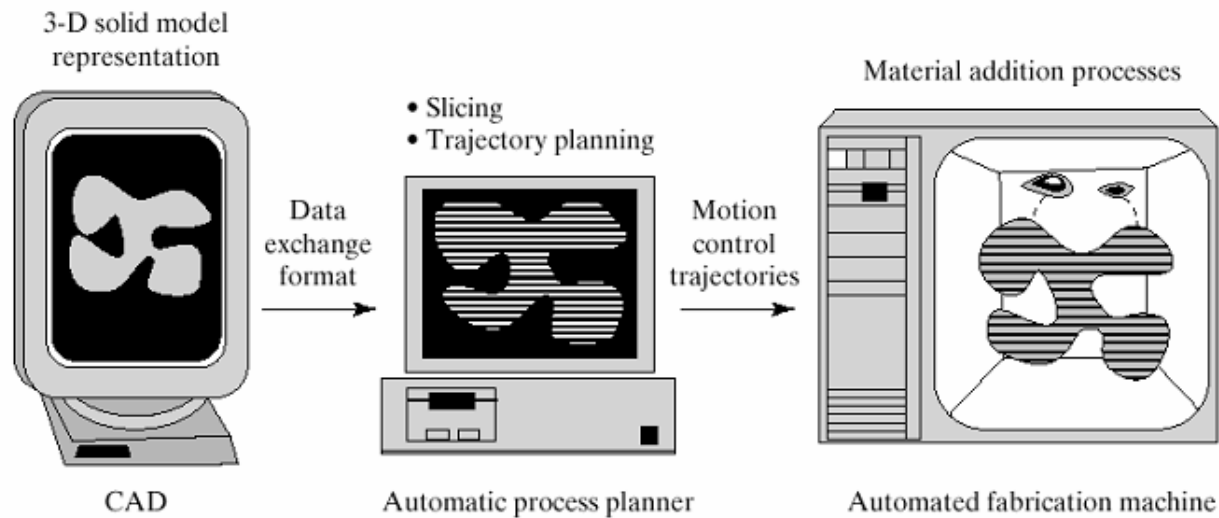 3-D solid model
representation
Material addition processes
• Slicing
• Trajectory planning
Data
exchange
format
Motion
control
trajectories
CAD
Automatic process planner
Automated fabrication machine